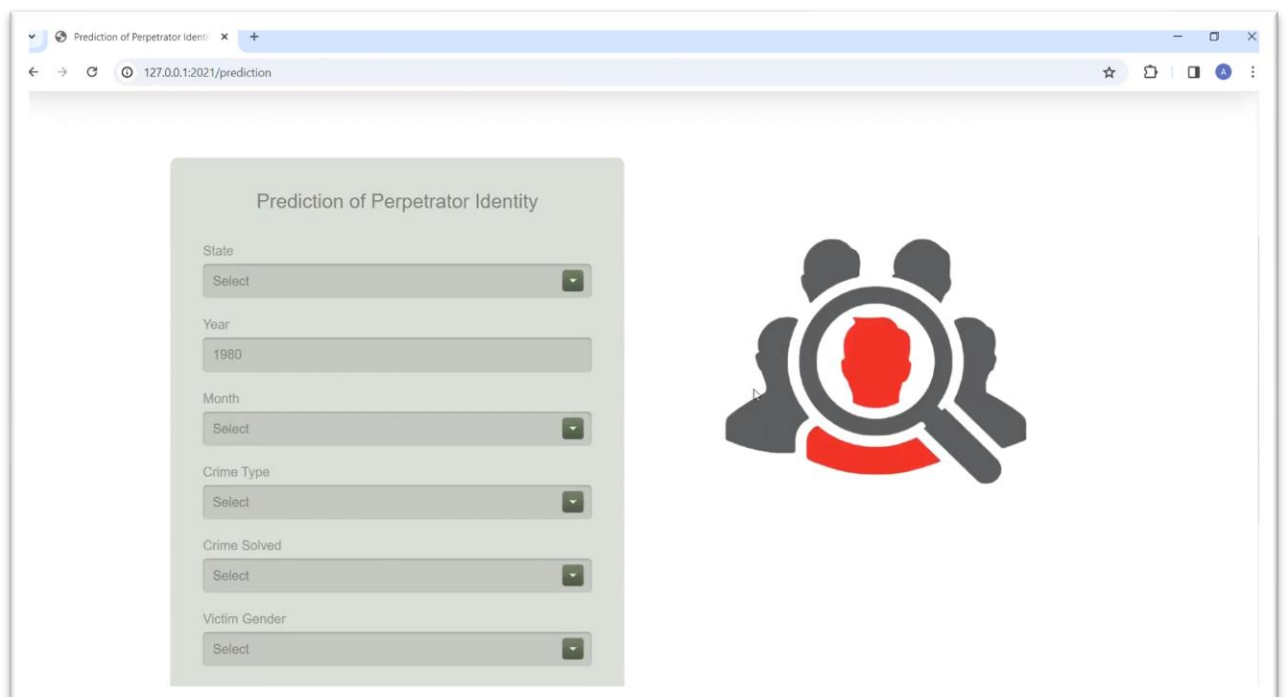 Prediction of Perpetrator Identi
127.0.0.1:2021/prediction
A
Prediction of Perpetrator Identity
State
Select
Year
1980
Month
Select
Crime Type
Select
Crime Solved
Select
Victim Gender
Select